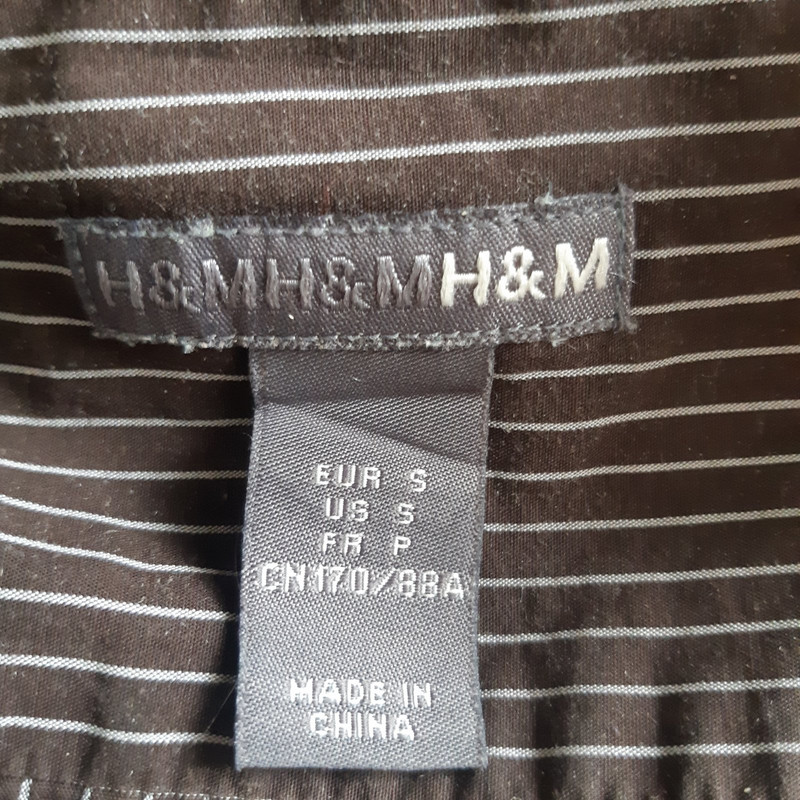 H&MH&MH&M
EUR S
US S
FR P
CN170/88A
MADE IN
CHINA